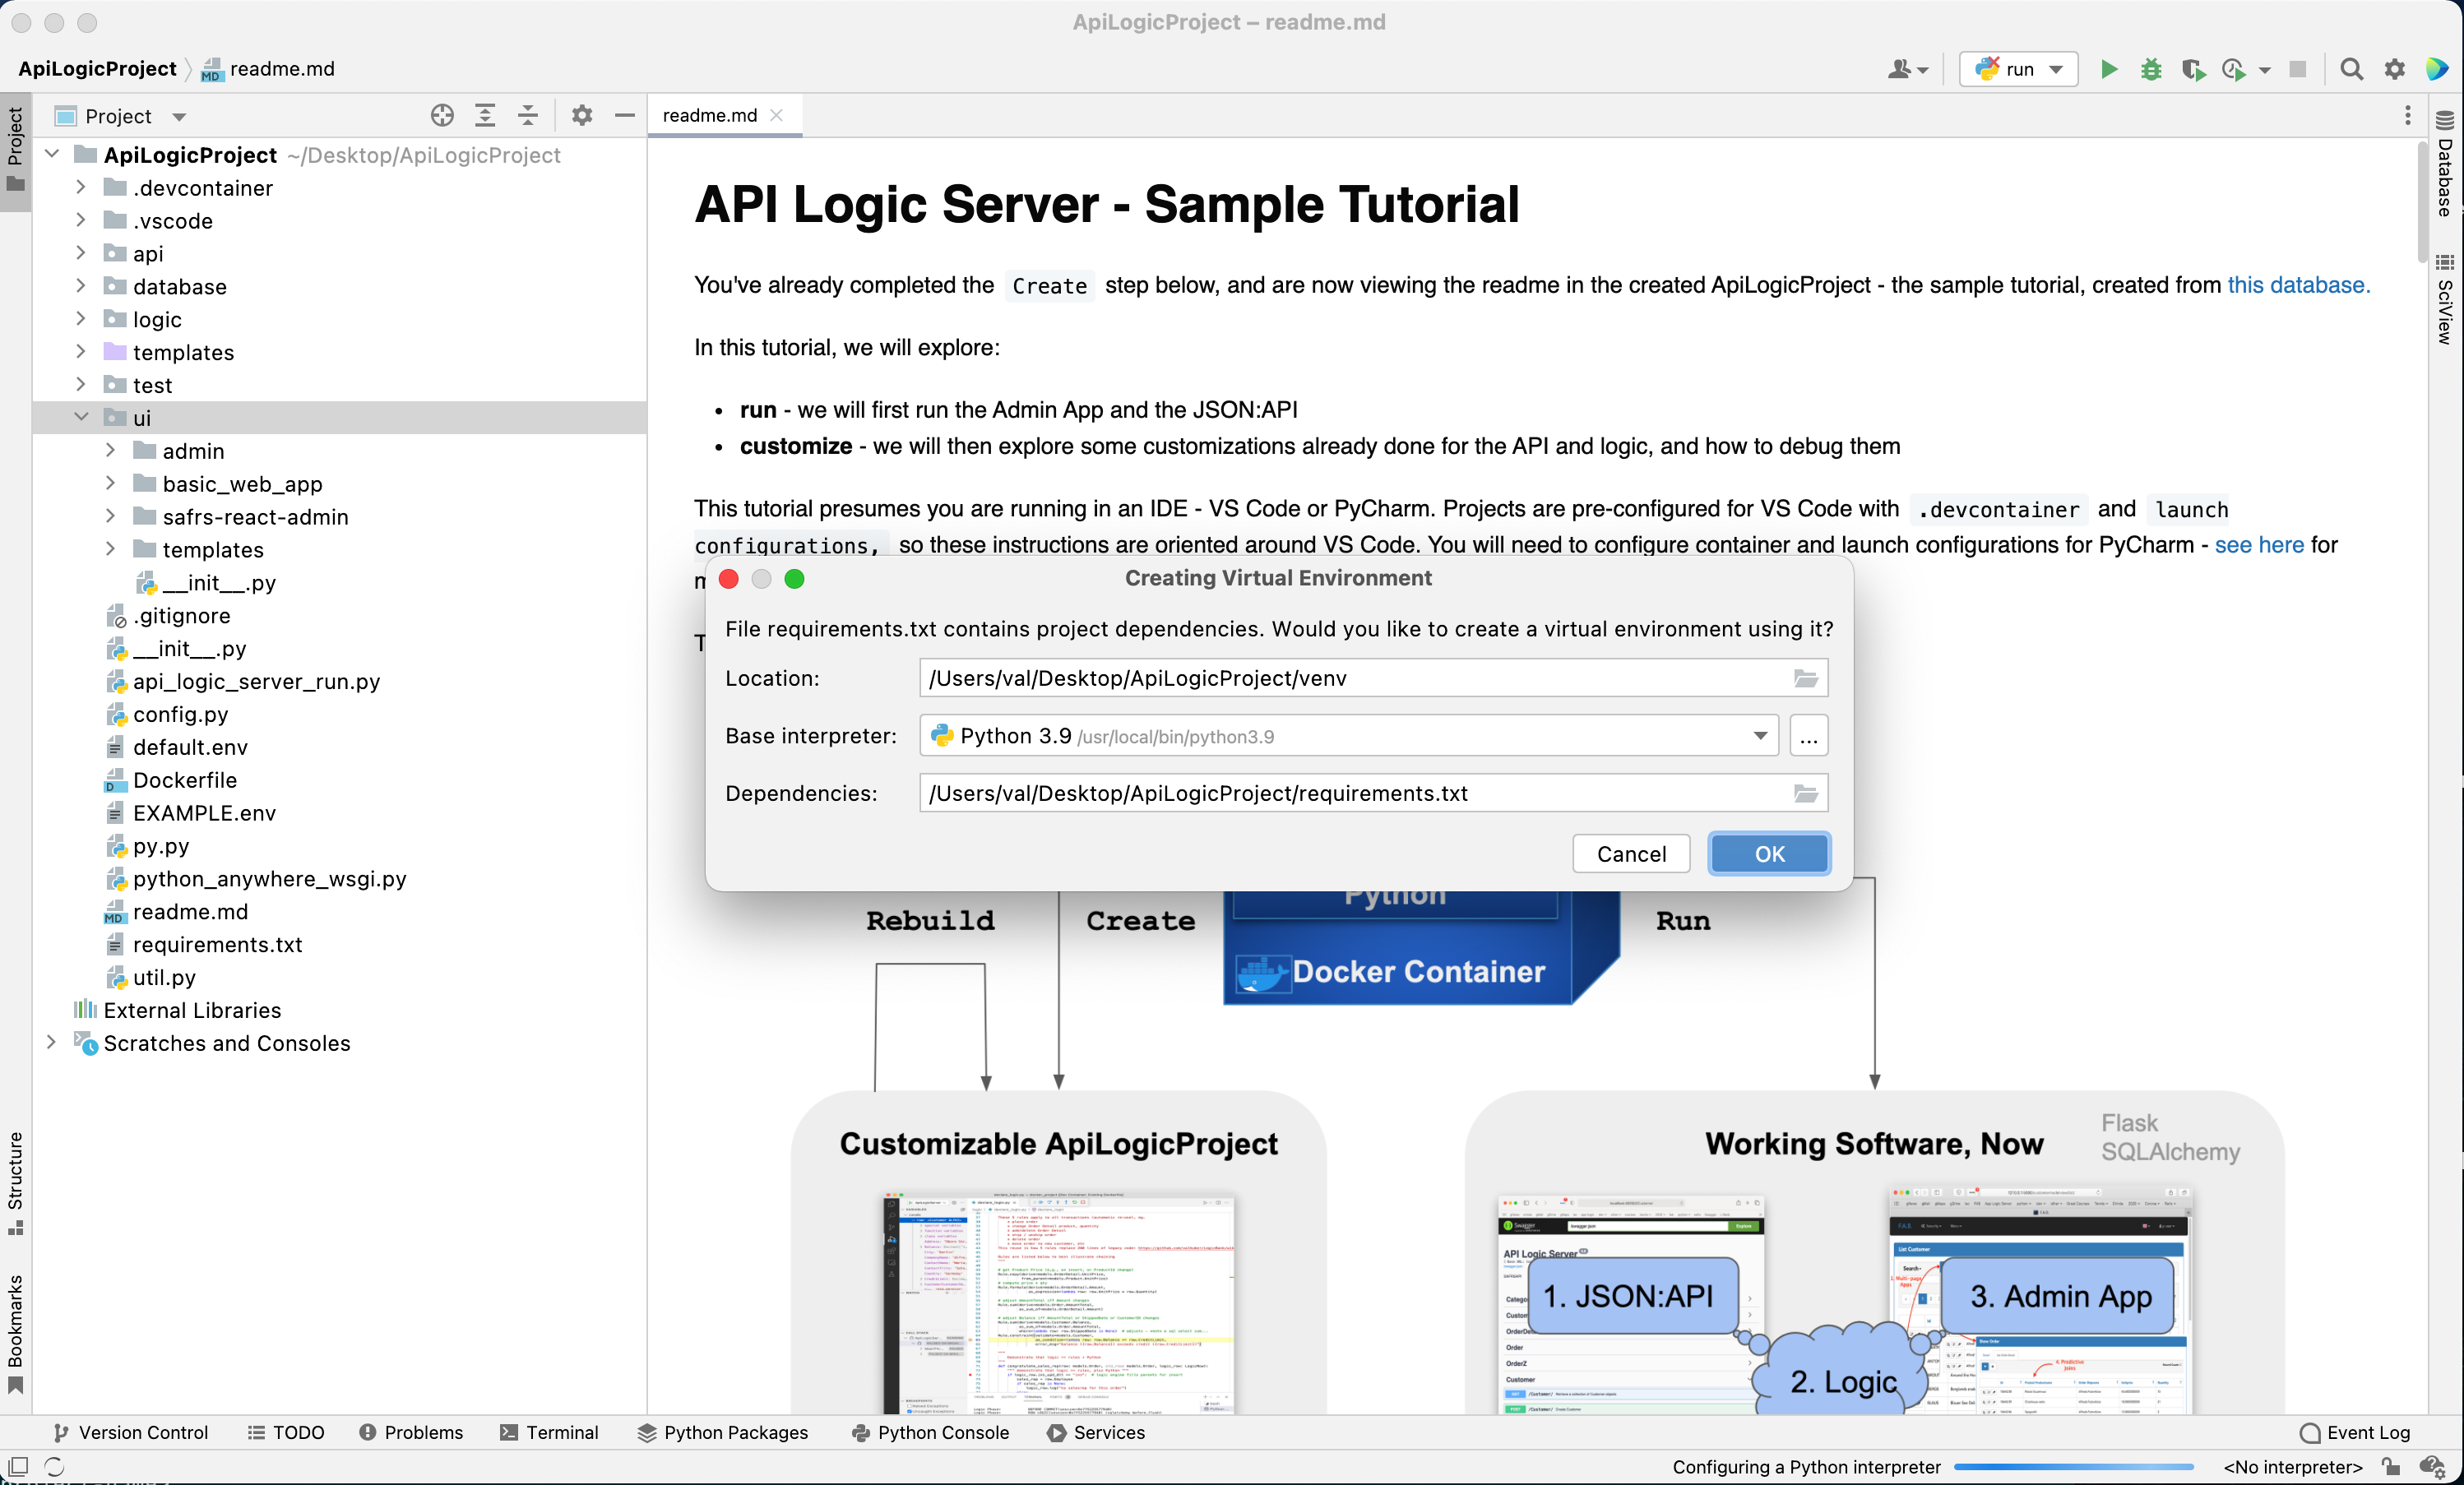 ApiLogicProject – readme.md
ApiLogicProject
readme.md
run
Project
Project
readme.md
Database
SciView
ApiLogicProject ~/Desktop/ApiLogicProject
.devcontainer
.vscode
api
database
logic
templates
test
ui
admin
basic_web_app
safrs-react-admin
templates
__init__.py
.gitignore
__init__.py
api_logic_server_run.py
config.py
default.env
Dockerfile
EXAMPLE.env
py.py
python_anywhere_wsgi.py
readme.md
requirements.txt
util.py
External Libraries
Scratches and Consoles
Structure
Bookmarks
API Logic Server - Sample Tutorial
You've already completed the Create step below, and are now viewing the readme in the created ApiLogicProject - the sample tutorial, created from this database.
In this tutorial, we will explore:
• run - we will first run the Admin App and the JSON:API
• customize - we will then explore some customizations already done for the API and logic, and how to debug them
This tutorial presumes you are running in an IDE - VS Code or PyCharm. Projects are pre-configured for VS Code with .devcontainer and launch
configurations, so these instructions are oriented around VS Code. You will need to configure container and launch configurations for PyCharm - see here for
Creating Virtual Environment
File requirements.txt contains project dependencies. Would you like to create a virtual environment using it?
Location: /Users/val/Desktop/ApiLogicProject/venv
Base interpreter: Python 3.9 /usr/local/bin/python3.9 ...
Dependencies: /Users/val/Desktop/ApiLogicProject/requirements.txt
Cancel OK
Python
Rebuild Create Run
Docker Container
Customizable ApiLogicProject
Working Software, Now
Flask
SQLAlchemy
API Logic Server
1. JSON:API
2. Logic
3. Admin App
Order
OrderZ
Customer
Version Control TODO Problems Terminal Python Packages Python Console Services Event Log
Configuring a Python interpreter <No interpreter>